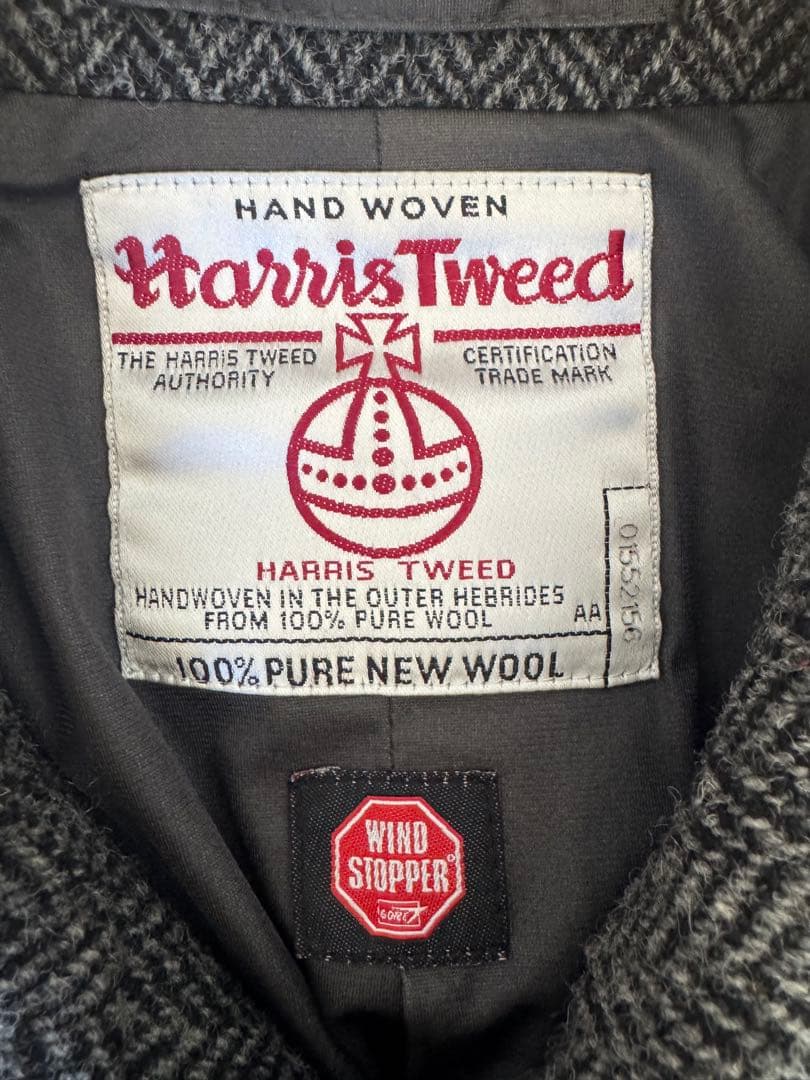 HAND WOVEN
Harris Tweed
THE HARRIS TWEED AUTHORITY
CERTIFICATION TRADE MARK
HARRIS TWEED
HANDWOVEN IN THE OUTER HEBRIDES
FROM 100% PURE WOOL
AA
01552156
100% PURE NEW WOOL
WIND
STOPPER®
GORE